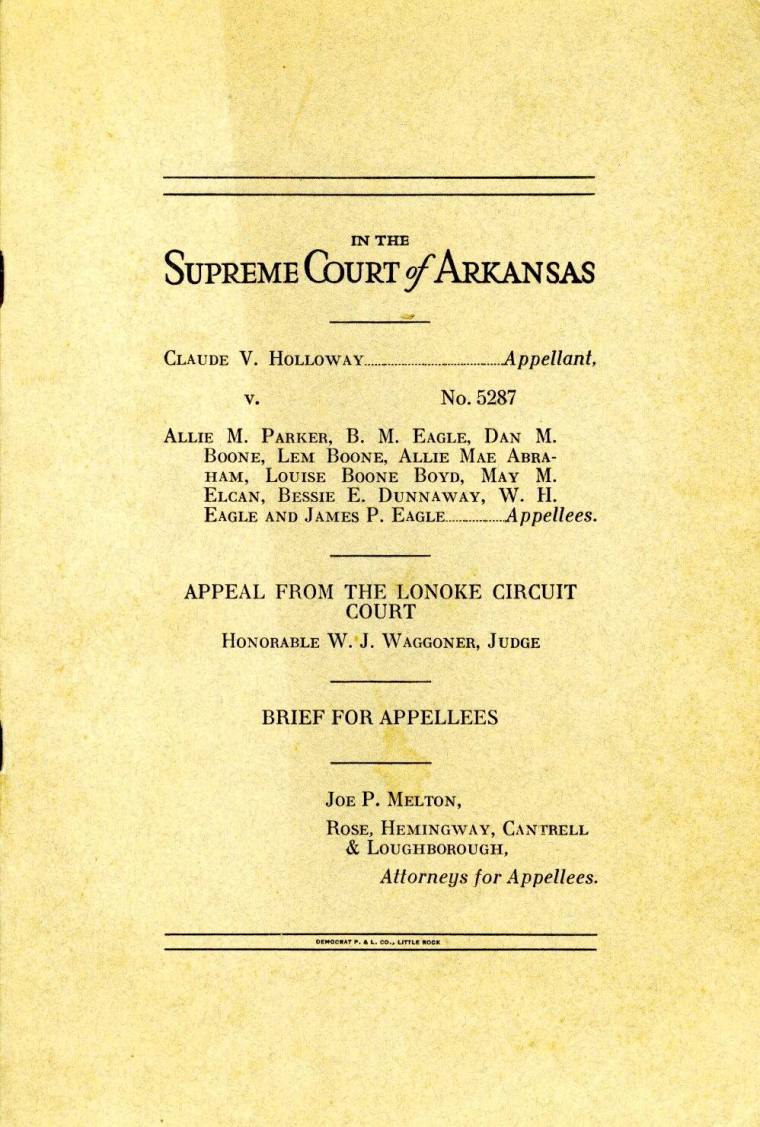 IN THE
SUPREME COURT of ARKANSAS
CLAUDE V. HOLLOWAY........................................Appellant,
v. No. 5287
ALLIE M. PARKER, B. M. EAGLE, DAN M.
BOONE, LEM BOONE, ALLIE MAE ABRA-
HAM, LOUISE BOONE BOYD, MAY M.
ELCAN, BESSIE E. DUNNAWAY, W. H.
EAGLE AND JAMES P. EAGLE.................Appellees.
APPEAL FROM THE LONOKE CIRCUIT
COURT
HONORABLE W. J. WAGGONER, JUDGE
BRIEF FOR APPELLEES
JOE P. MELTON,
ROSE, HEMINGWAY, CANTRELL
& LOUGHBOROUGH,
Attorneys for Appellees.
DEMOCRAT P. & L. CO., LITTLE ROCK